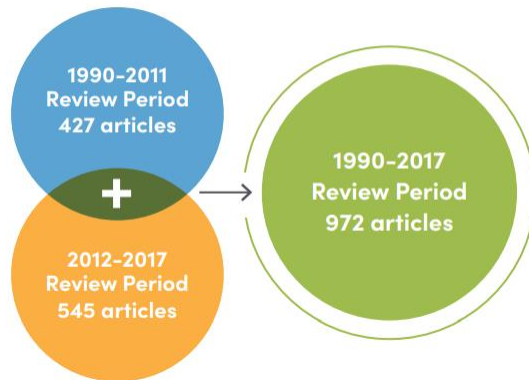 1990-2011
Review Period
427 articles
+
2012-2017
Review Period
545 articles
1990-2017
Review Period
972 articles